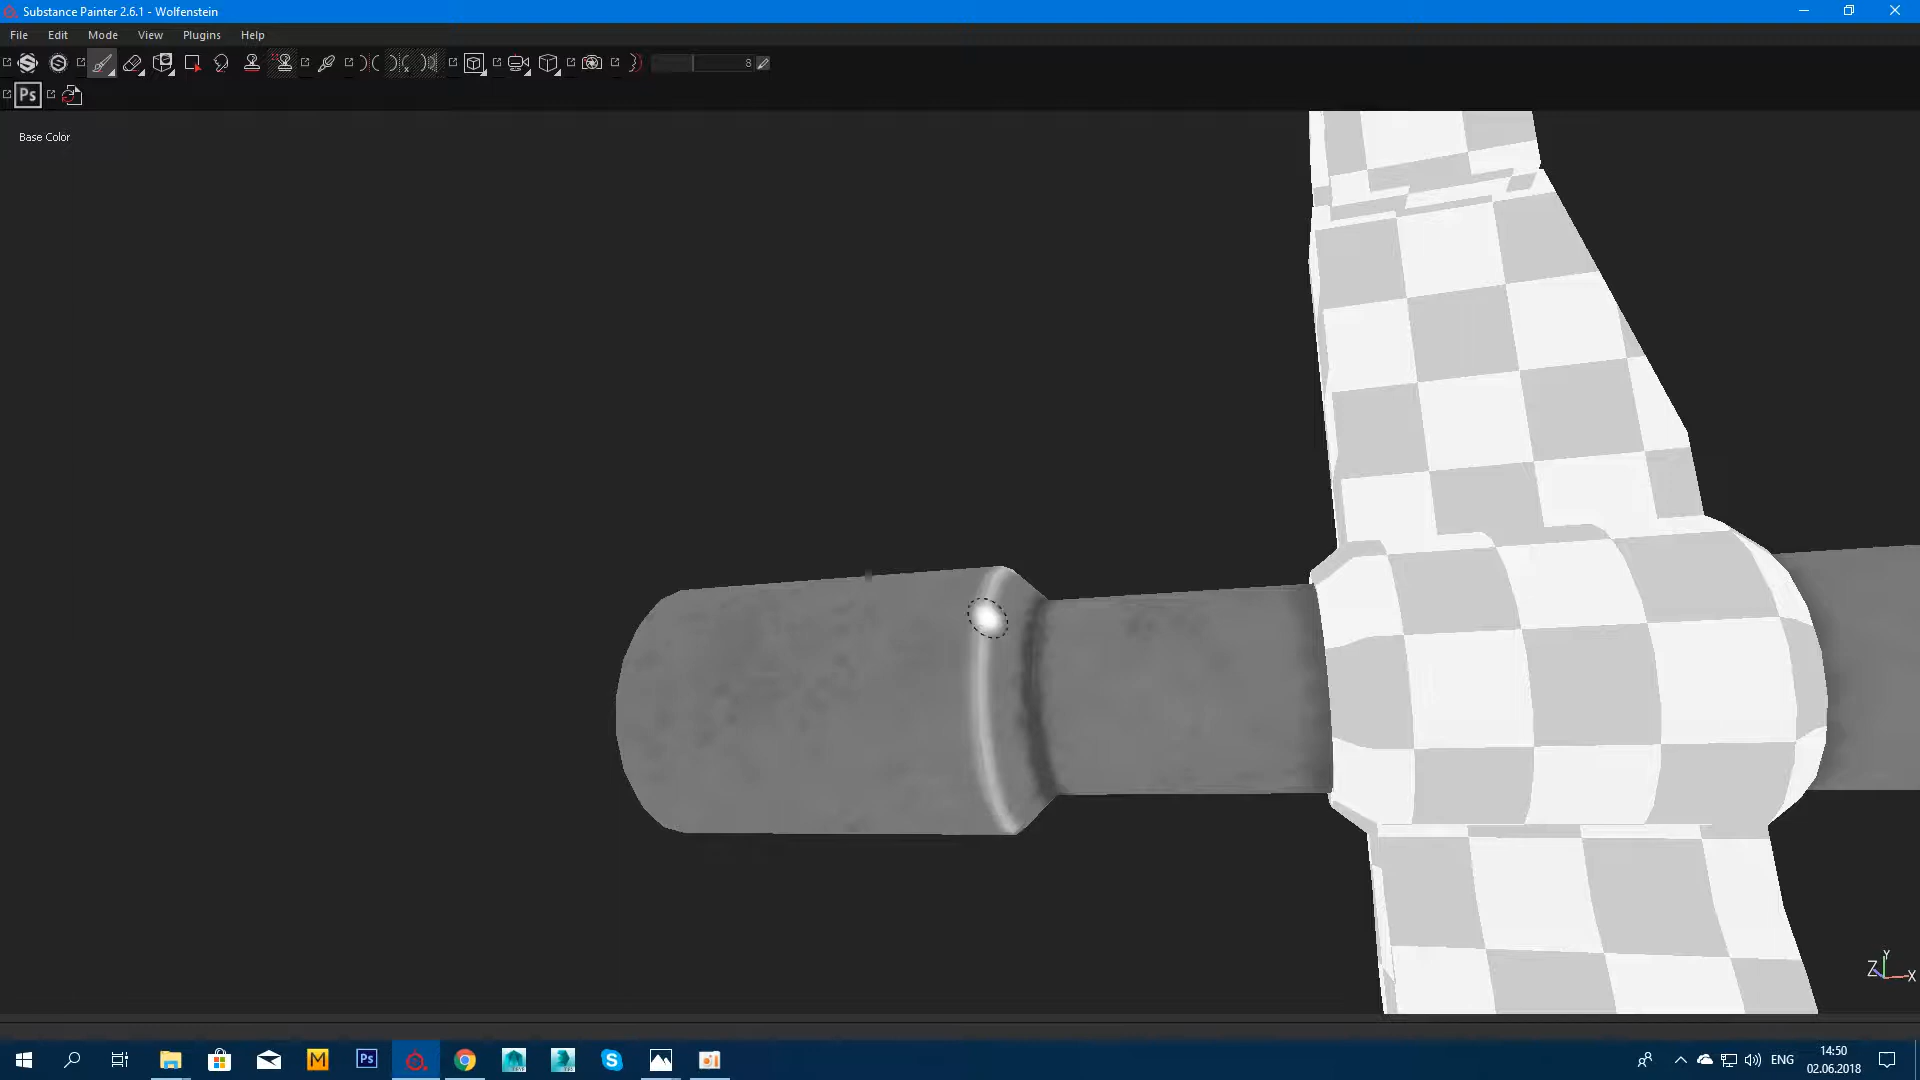 Substance Painter 2.6.1 - Wolfenstein
File Edit Mode View Plugins Help
8
Ps
Base Color
Y
Z X
M Ps
ENG
14:50
02.06.2018